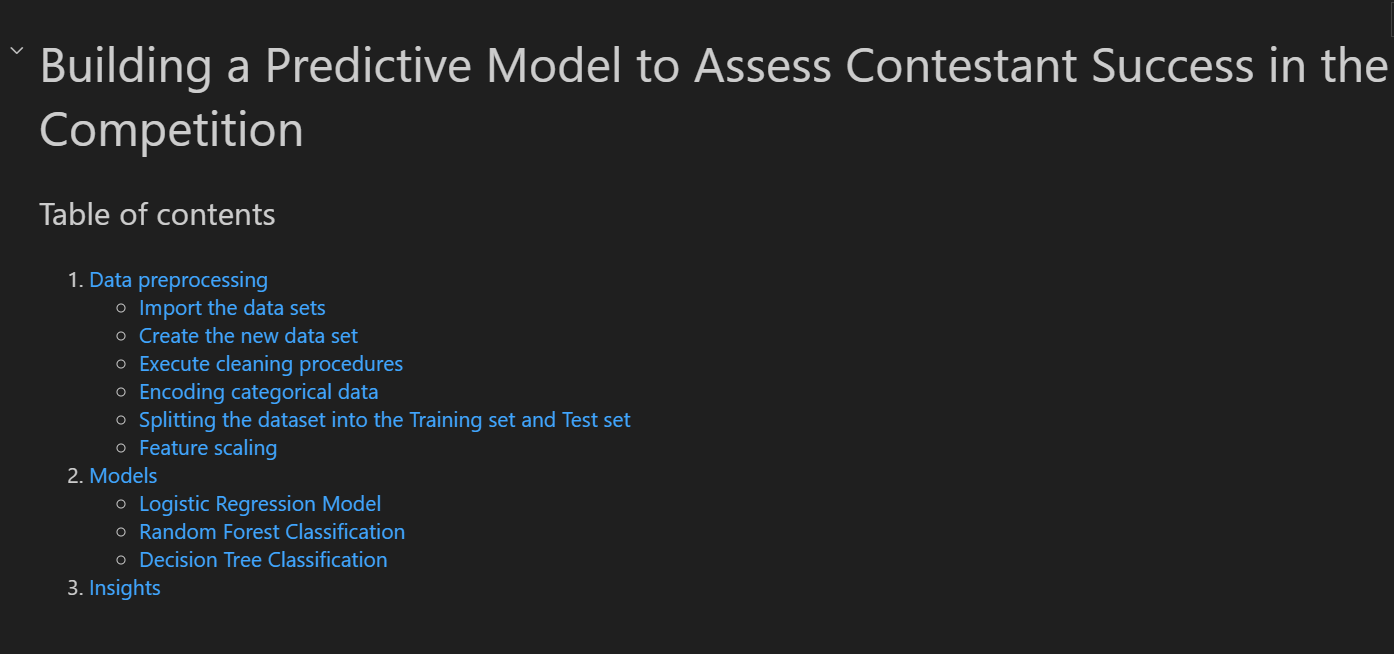 Building a Predictive Model to Assess Contestant Success in the
Competition
Table of contents
1. Data preprocessing
Import the data sets
Create the new data set
Execute cleaning procedures
Encoding categorical data
Splitting the dataset into the Training set and Test set
Feature scaling
2. Models
Logistic Regression Model
Random Forest Classification
Decision Tree Classification
3. Insights